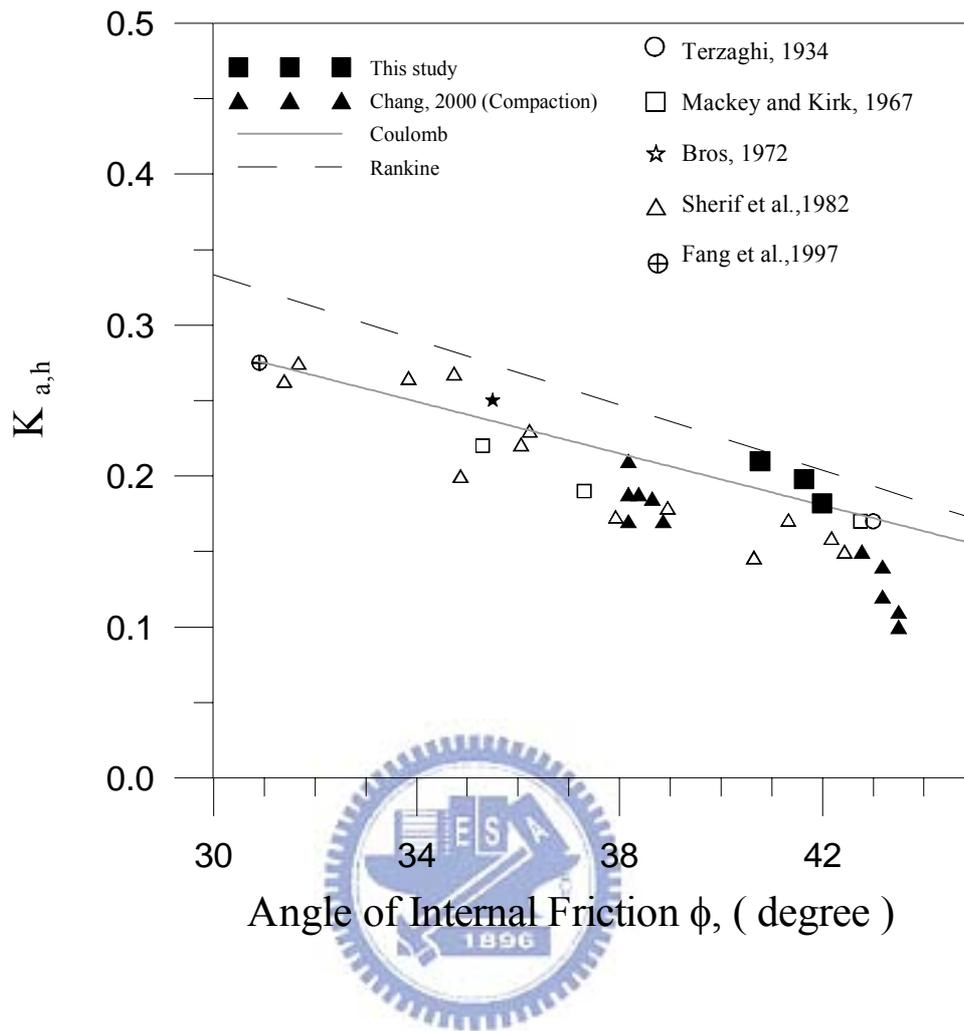 0.5
This study
Chang, 2000 (Compaction)
Coulomb
Rankine
Terzaghi, 1934
Mackey and Kirk, 1967
Bros, 1972
Sherif et al.,1982
Fang et al.,1997
0.4
0.3
0.2
0.1
0.0
K a,h
30
34
38
42
Angle of Internal Friction ϕ, ( degree )
E S A
1896